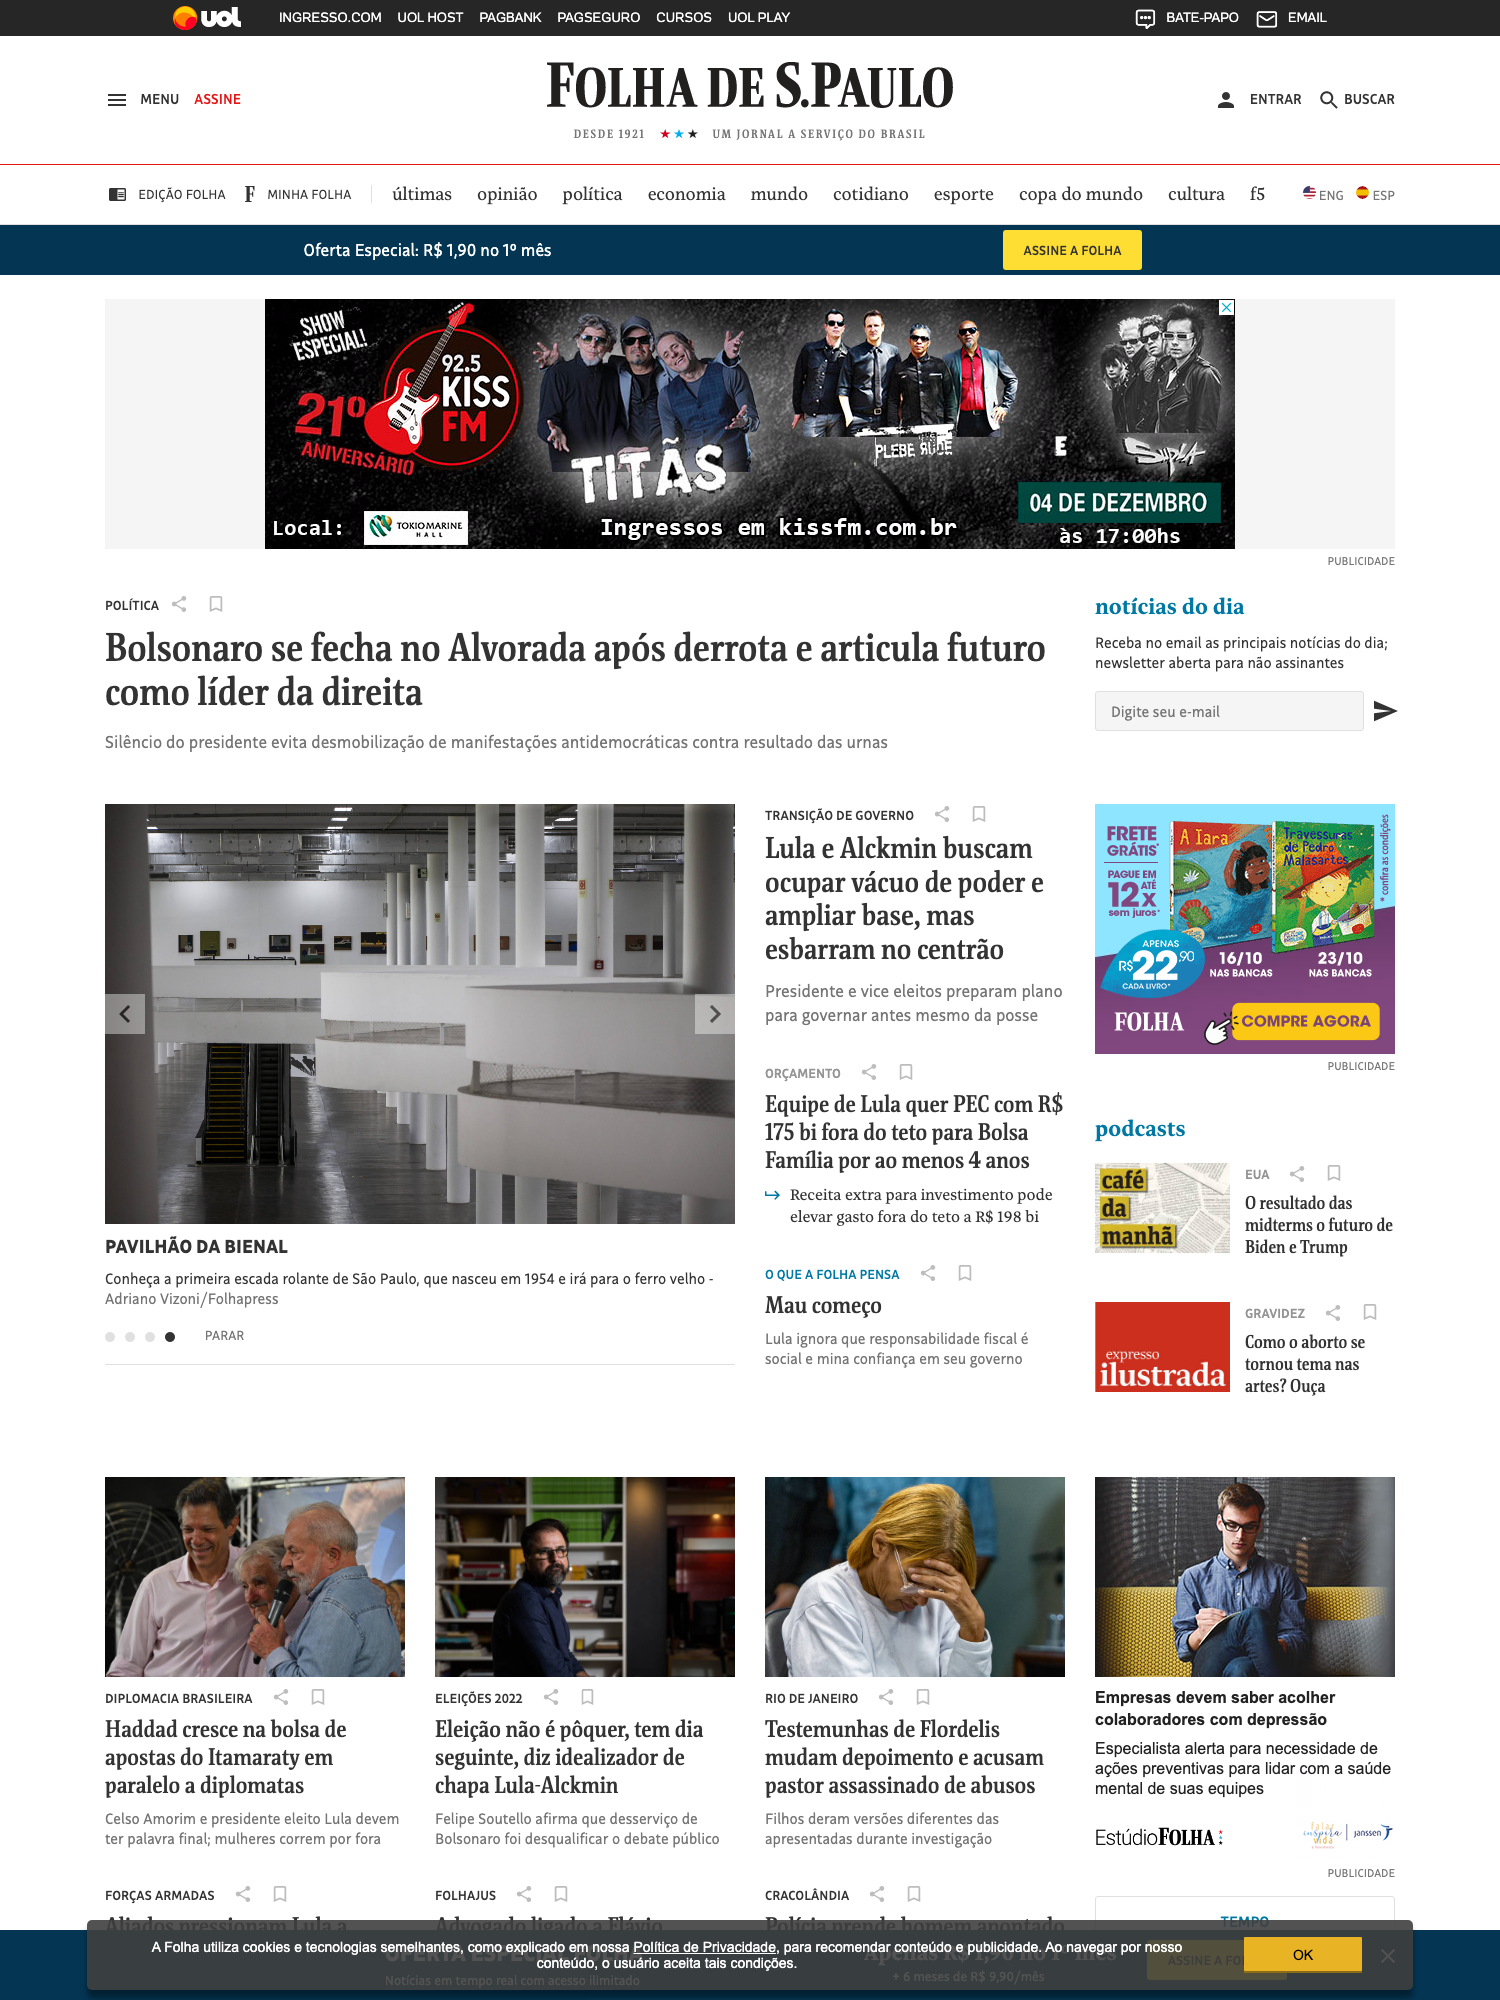 uol
INGRESSO.COM UOL HOST PAGBANK PAGSEGURO CURSOS UOL PLAY
BATE-PAPO EMAIL
MENU ASSINE
FOLHA DE S.PAULO
ENTRAR BUSCAR
DESDE 1921 ★★★ UM JORNAL A SERVIÇO DO BRASIL
EDIÇÃO FOLHA F MINHA FOLHA
últimas opinião política economia mundo cotidiano esporte copa do mundo cultura f5
ENG ESP
Oferta Especial: R$ 1,90 no 1º mês
ASSINE A FOLHA
SHOW
ESPECIAL!
92.5
KISS
FM
21º
ANIVERSÁRIO
TITÃS
PLEBE RUDE
E
SUPLA
04 DE DEZEMBRO
Local:
TOKIO MARINE
HALL
Ingressos em kissfm.com.br
às 17:00hs
PUBLICIDADE
POLÍTICA
Bolsonaro se fecha no Alvorada após derrota e articula futuro
como líder da direita
Silêncio do presidente evita desmobilização de manifestações antidemocráticas contra resultado das urnas
notícias do dia
Receba no email as principais notícias do dia;
newsletter aberta para não assinantes
Digite seu e-mail
PAVILHÃO DA BIENAL
Conheça a primeira escada rolante de São Paulo, que nasceu em 1954 e irá para o ferro velho -
Adriano Vizoni/Folhapress
PARAR
TRANSIÇÃO DE GOVERNO
Lula e Alckmin buscam
ocupar vácuo de poder e
ampliar base, mas
esbarram no centrão
Presidente e vice eleitos preparam plano
para governar antes mesmo da posse
ORÇAMENTO
Equipe de Lula quer PEC com R$
175 bi fora do teto para Bolsa
Família por ao menos 4 anos
Receita extra para investimento pode
elevar gasto fora do teto a R$ 198 bi
O QUE A FOLHA PENSA
Mau começo
Lula ignora que responsabilidade fiscal é
social e mina confiança em seu governo
FRETE
GRÁTIS*
PAGUE EM
12X ATÉ
sem juros*
A Iara
Travessuras
de Pedro
Malasartes
* confira as condições
APENAS
R$22,90
CADA LIVRO*
16/10
NAS BANCAS
23/10
NAS BANCAS
FOLHA
COMPRE AGORA
PUBLICIDADE
podcasts
café
da
manhã
EUA
O resultado das
midterms o futuro de
Biden e Trump
expresso
ilustrada
GRAVIDEZ
Como o aborto se
tornou tema nas
artes? Ouça
DIPLOMACIA BRASILEIRA
Haddad cresce na bolsa de
apostas do Itamaraty em
paralelo a diplomatas
Celso Amorim e presidente eleito Lula devem
ter palavra final; mulheres correm por fora
ELEIÇÕES 2022
Eleição não é pôquer, tem dia
seguinte, diz idealizador de
chapa Lula-Alckmin
Felipe Soutello afirma que desserviço de
Bolsonaro foi desqualificar o debate público
RIO DE JANEIRO
Testemunhas de Flordelis
mudam depoimento e acusam
pastor assassinado de abusos
Filhos deram versões diferentes das
apresentadas durante investigação
Empresas devem saber acolher
colaboradores com depressão
Especialista alerta para necessidade de
ações preventivas para lidar com a saúde
mental de suas equipes
EstúdioFOLHA
falar
inspira
vida
janssen
PUBLICIDADE
FORÇAS ARMADAS
Aliados pressionam Lula a
FOLHAJUS
Advogado ligado a Flávio
CRACOLÂNDIA
Polícia prende homem apontado
TEMPO
A Folha utiliza cookies e tecnologias semelhantes, como explicado em nossa Política de Privacidade, para recomendar conteúdo e publicidade. Ao navegar por nosso
conteúdo, o usuário aceita tais condições.
OK
Notícias em tempo real com acesso ilimitado
Apenas R$ 1,90 no 1º mês
+ 6 meses de R$ 9,90/mês
ASSINE A FO